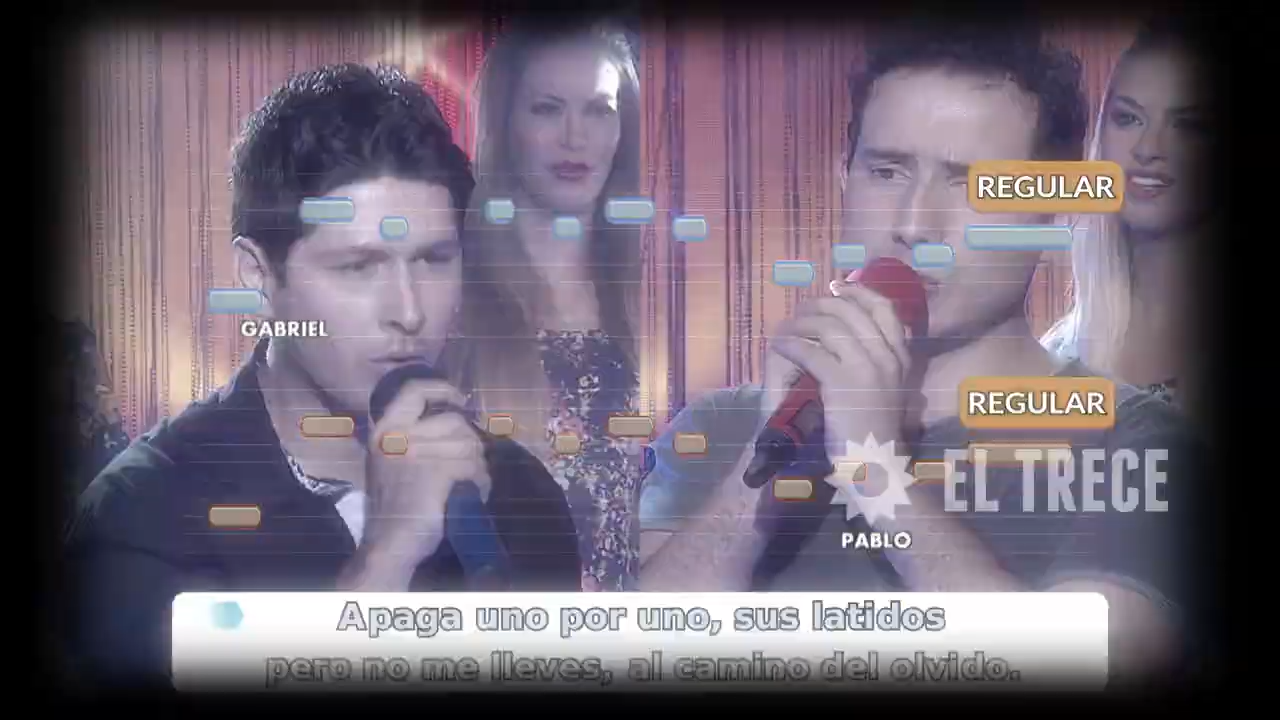 REGULAR
GABRIEL
REGULAR
EL TRECE
PABLO
Apaga uno por uno, sus latidos
pero no me lleves, al camino del olvido.